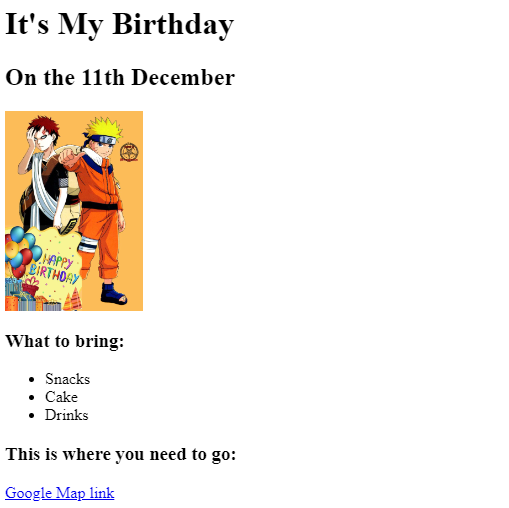 It's My Birthday
On the 11th December
HAPPY
BIRTHDAY
What to bring:
Snacks
Cake
Drinks
This is where you need to go:
Google Map link